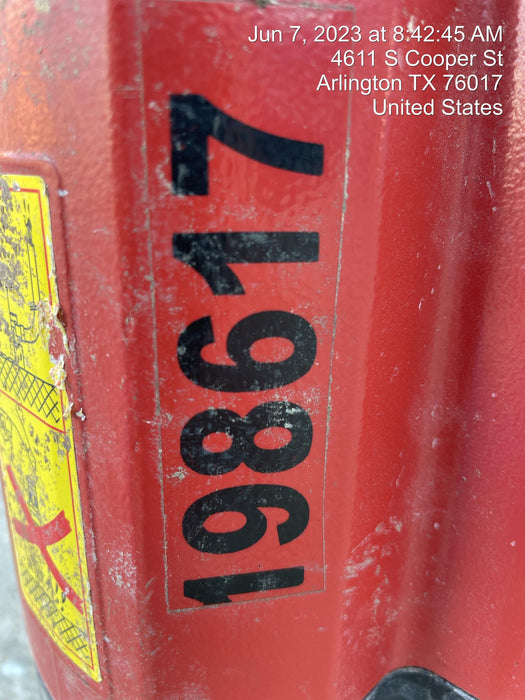 Jun 7, 2023 at 8:42:45 AM
4611 S Cooper St
Arlington TX 76017
United States
198617